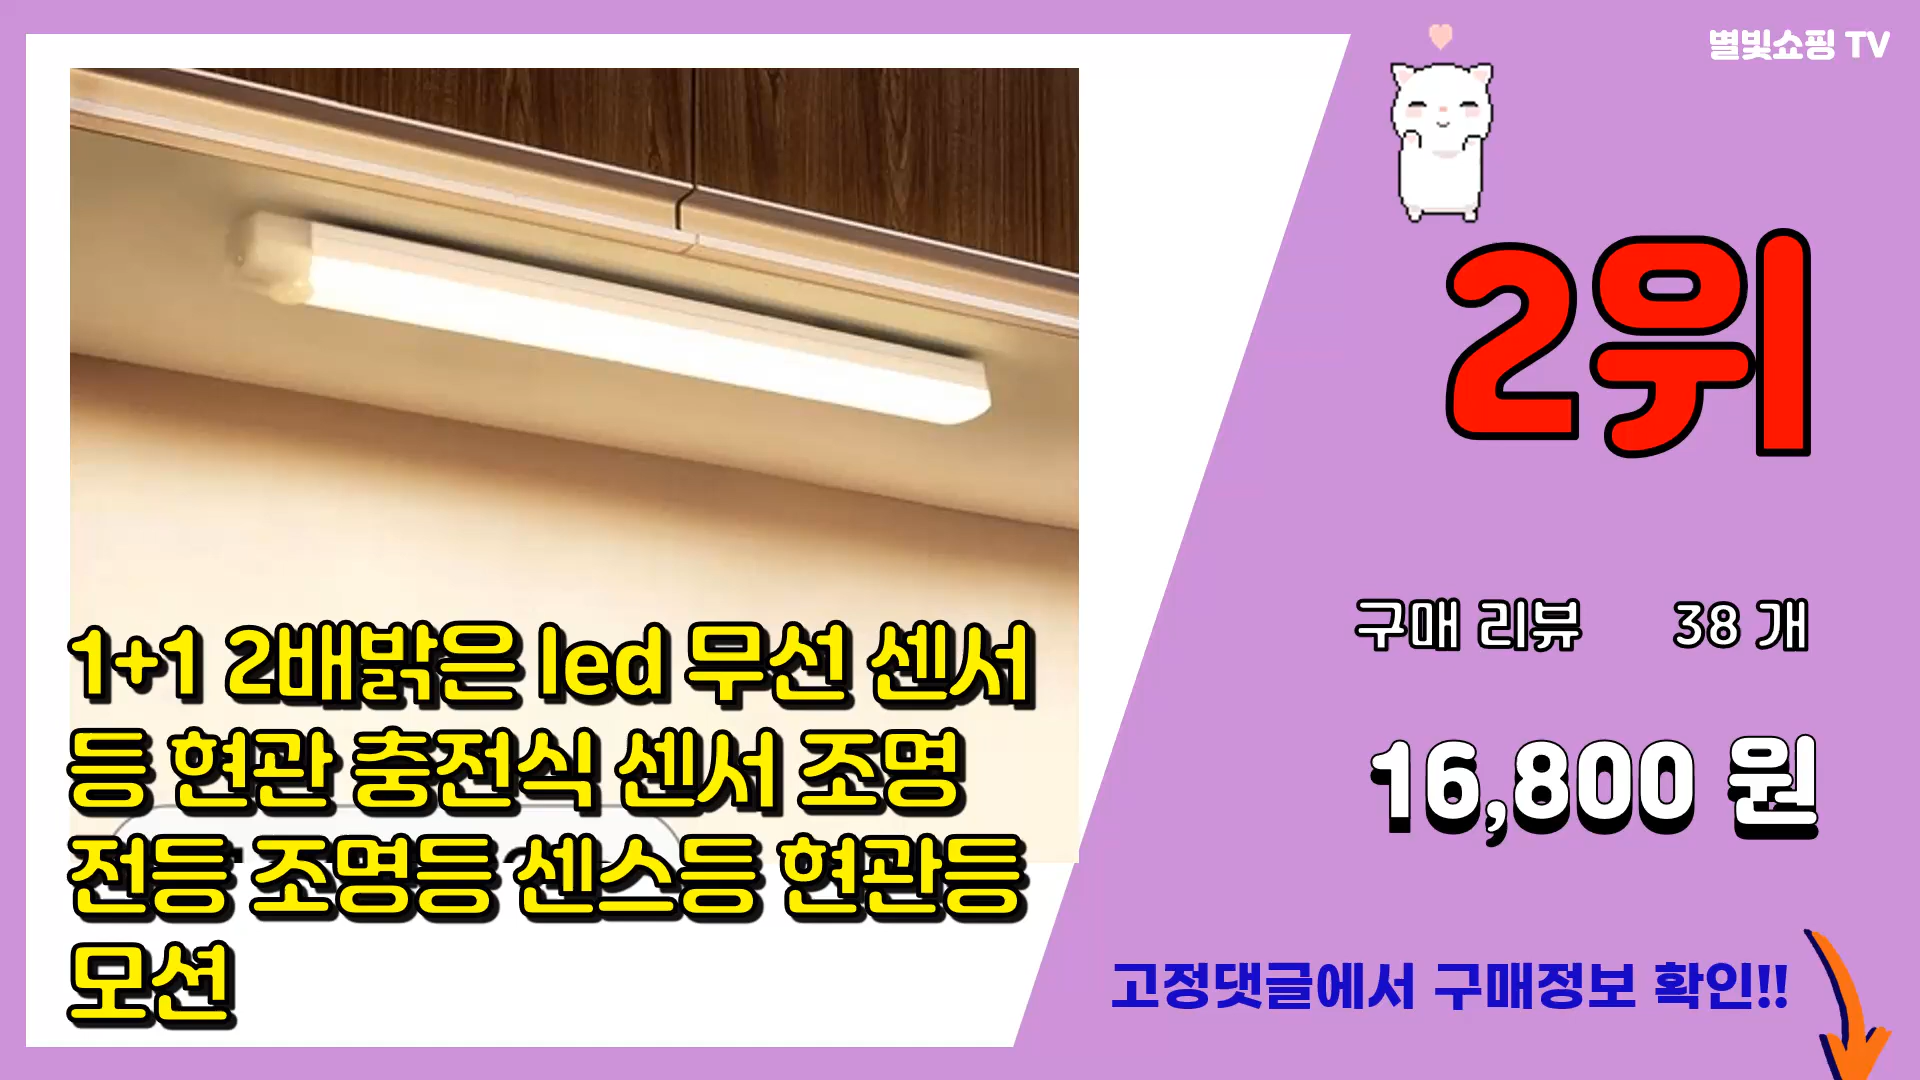 별빛쇼핑 TV
2위
구매 리뷰 38 개
16,800 원
1+1 2배밝은 led 무선 센서
등 현관 충전식 센서 조명
전등 조명등 센스등 현관등
모션
고정댓글에서 구매정보 확인!!